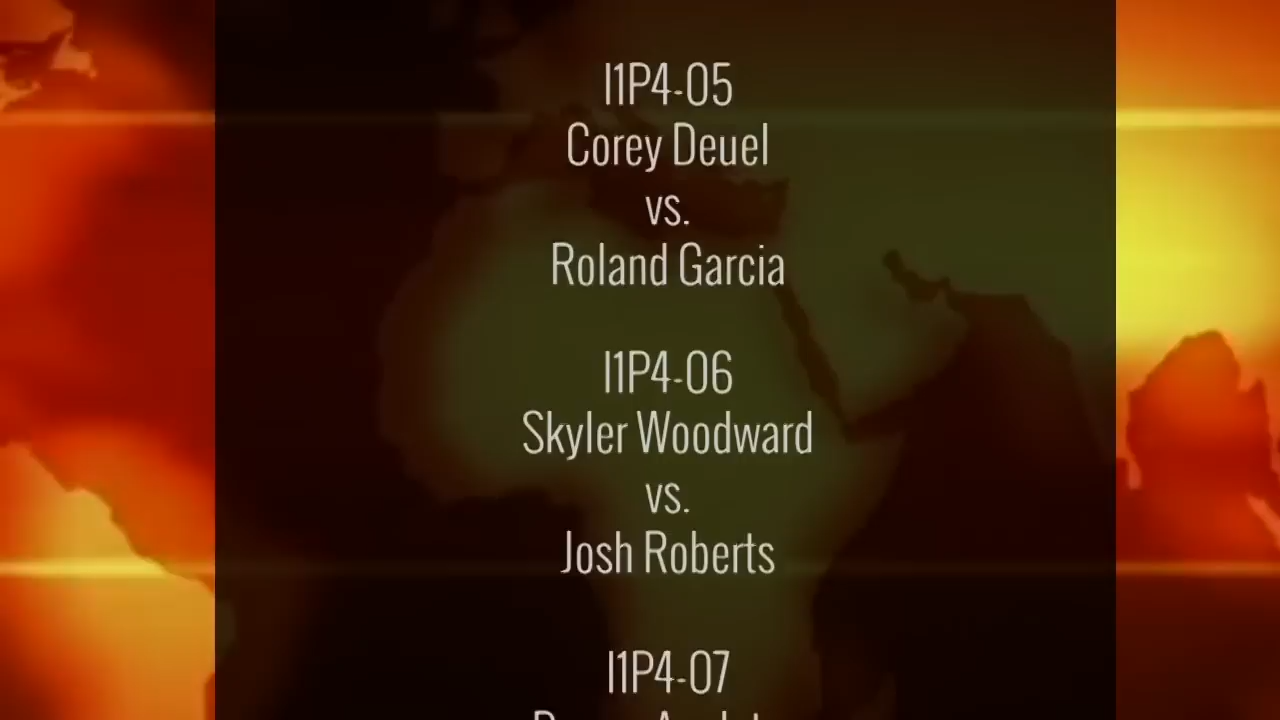 I1P4-05
Corey Deuel
vs.
Roland Garcia
I1P4-06
Skyler Woodward
vs.
Josh Roberts
I1P4-07